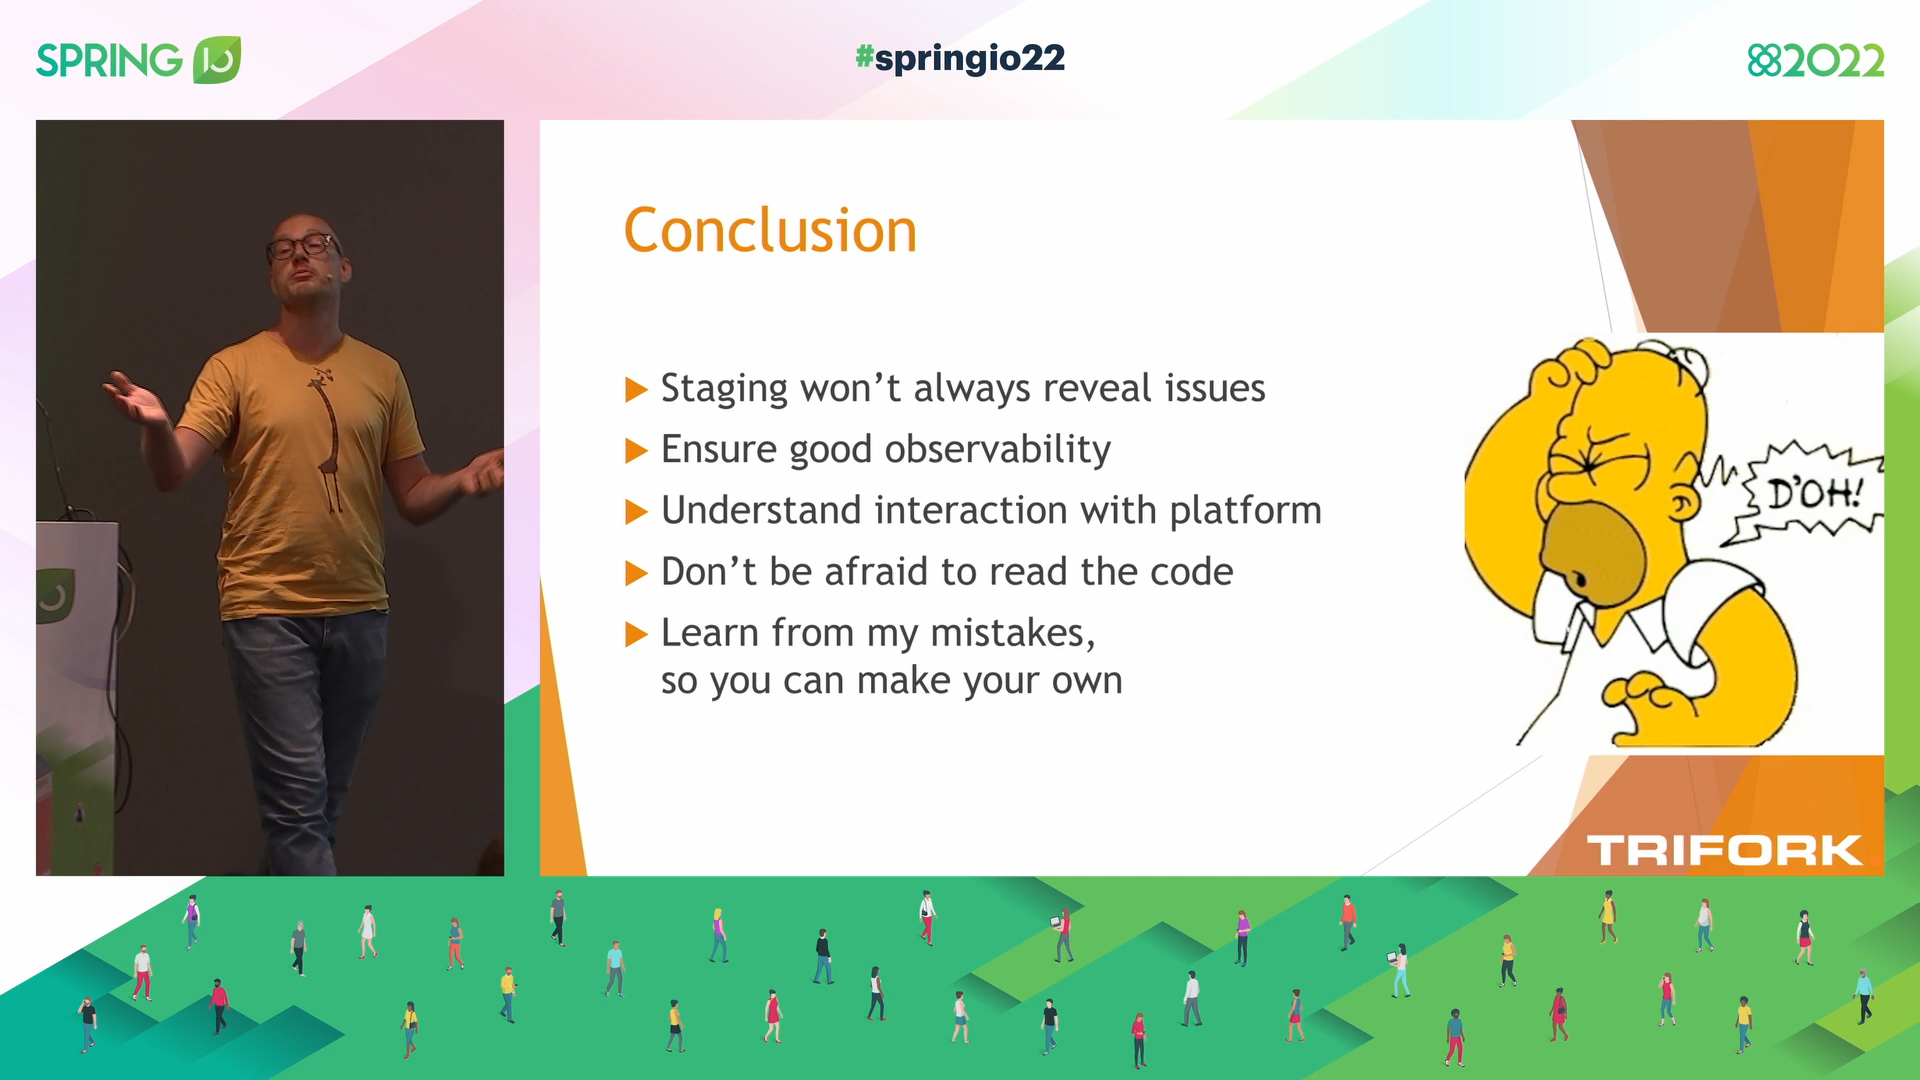 SPRING IO
#springio22
2022
Conclusion
Staging won’t always reveal issues
Ensure good observability
Understand interaction with platform
Don’t be afraid to read the code
Learn from my mistakes,
so you can make your own
D'OH!
TRIFORK